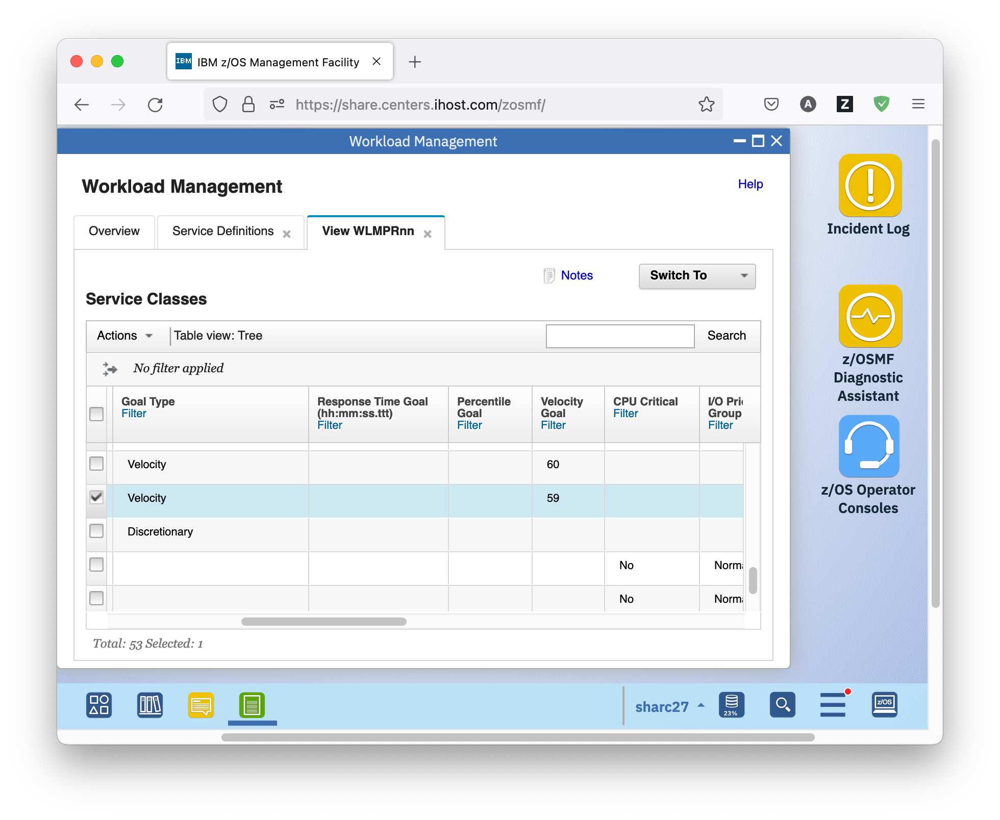 IBM
IBM z/OS Management Facility
https://share.centers.ihost.com/zosmf/
A
Z
Workload Management
Workload Management
Help
Overview
Service Definitions
View WLMPRnn
Notes
Switch To
Service Classes
Actions
Table view: Tree
Search
No filter applied
Goal Type
Filter
Response Time Goal
(hh:mm:ss.ttt)
Filter
Percentile
Goal
Filter
Velocity
Goal
Filter
CPU Critical
Filter
I/O Pri
Group
Filter
Velocity 60
Velocity 59
Discretionary
No Norm
No Norm
Total: 53 Selected: 1
Incident Log
z/OSMF
Diagnostic
Assistant
z/OS Operator
Consoles
sharc27
23%
z/OS